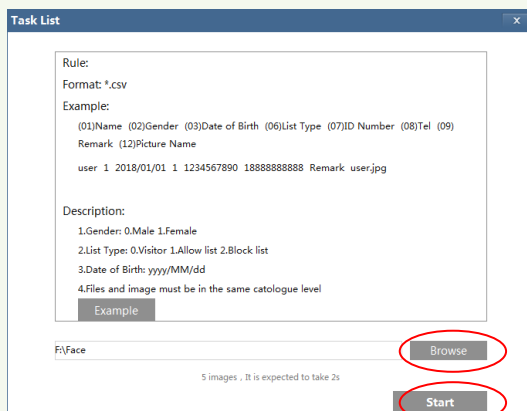 Task List
x
Rule:
Format: *.csv
Example:
(01)Name (02)Gender (03)Date of Birth (06)List Type (07)ID Number (08)Tel (09)
Remark (12)Picture Name
user 1 2018/01/01 1 1234567890 18888888888 Remark user.jpg
Description:
1.Gender: 0.Male 1.Female
2.List Type: 0.Visitor 1.Allow list 2.Block list
3.Date of Birth: yyyy/MM/dd
4.Files and image must be in the same catologue level
Example
F:\Face
Browse
5 images , It is expected to take 2s
Start